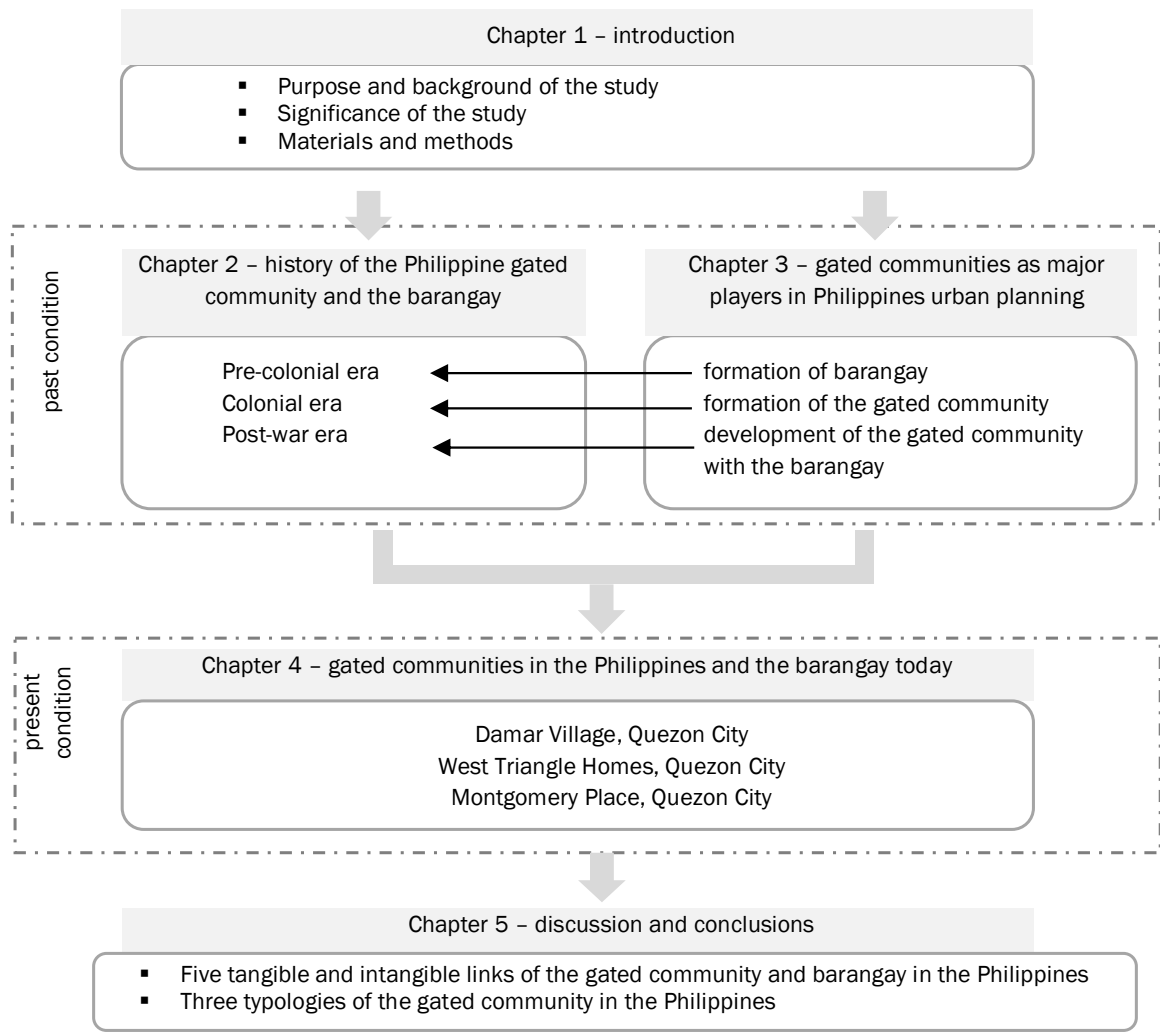 Chapter 1 – introduction
▪ Purpose and background of the study
▪ Significance of the study
▪ Materials and methods
past condition
Chapter 2 – history of the Philippine gated
community and the barangay
Pre-colonial era
Colonial era
Post-war era
Chapter 3 – gated communities as major
players in Philippines urban planning
formation of barangay
formation of the gated community
development of the gated community
with the barangay
present
condition
Chapter 4 – gated communities in the Philippines and the barangay today
Damar Village, Quezon City
West Triangle Homes, Quezon City
Montgomery Place, Quezon City
Chapter 5 – discussion and conclusions
▪ Five tangible and intangible links of the gated community and barangay in the Philippines
▪ Three typologies of the gated community in the Philippines